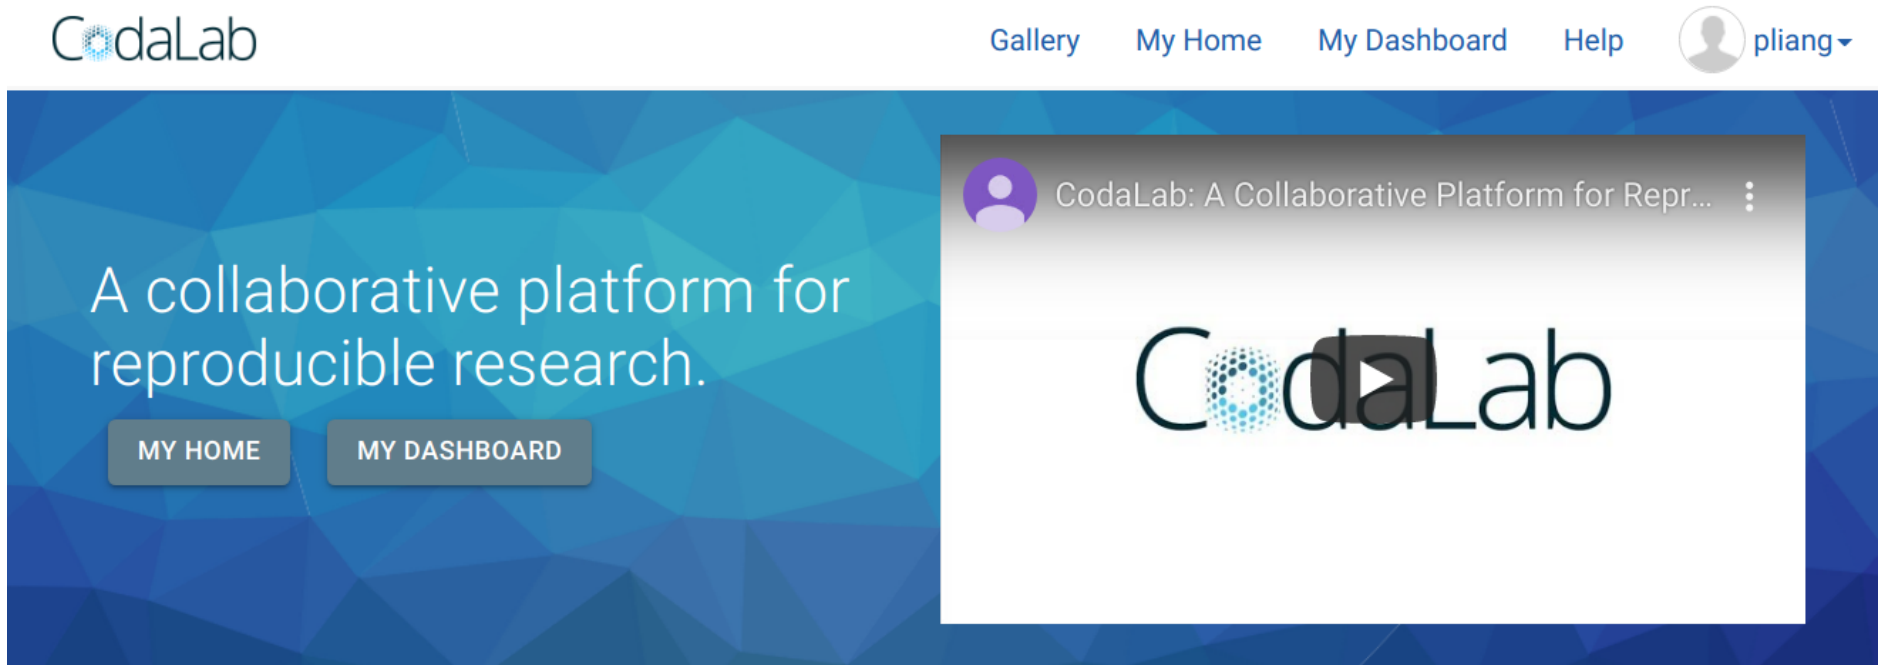 CodaLab
Gallery My Home My Dashboard Help pliang
CodaLab: A Collaborative Platform for Repr...
A collaborative platform for
reproducible research.
MY HOME MY DASHBOARD
CodaLab